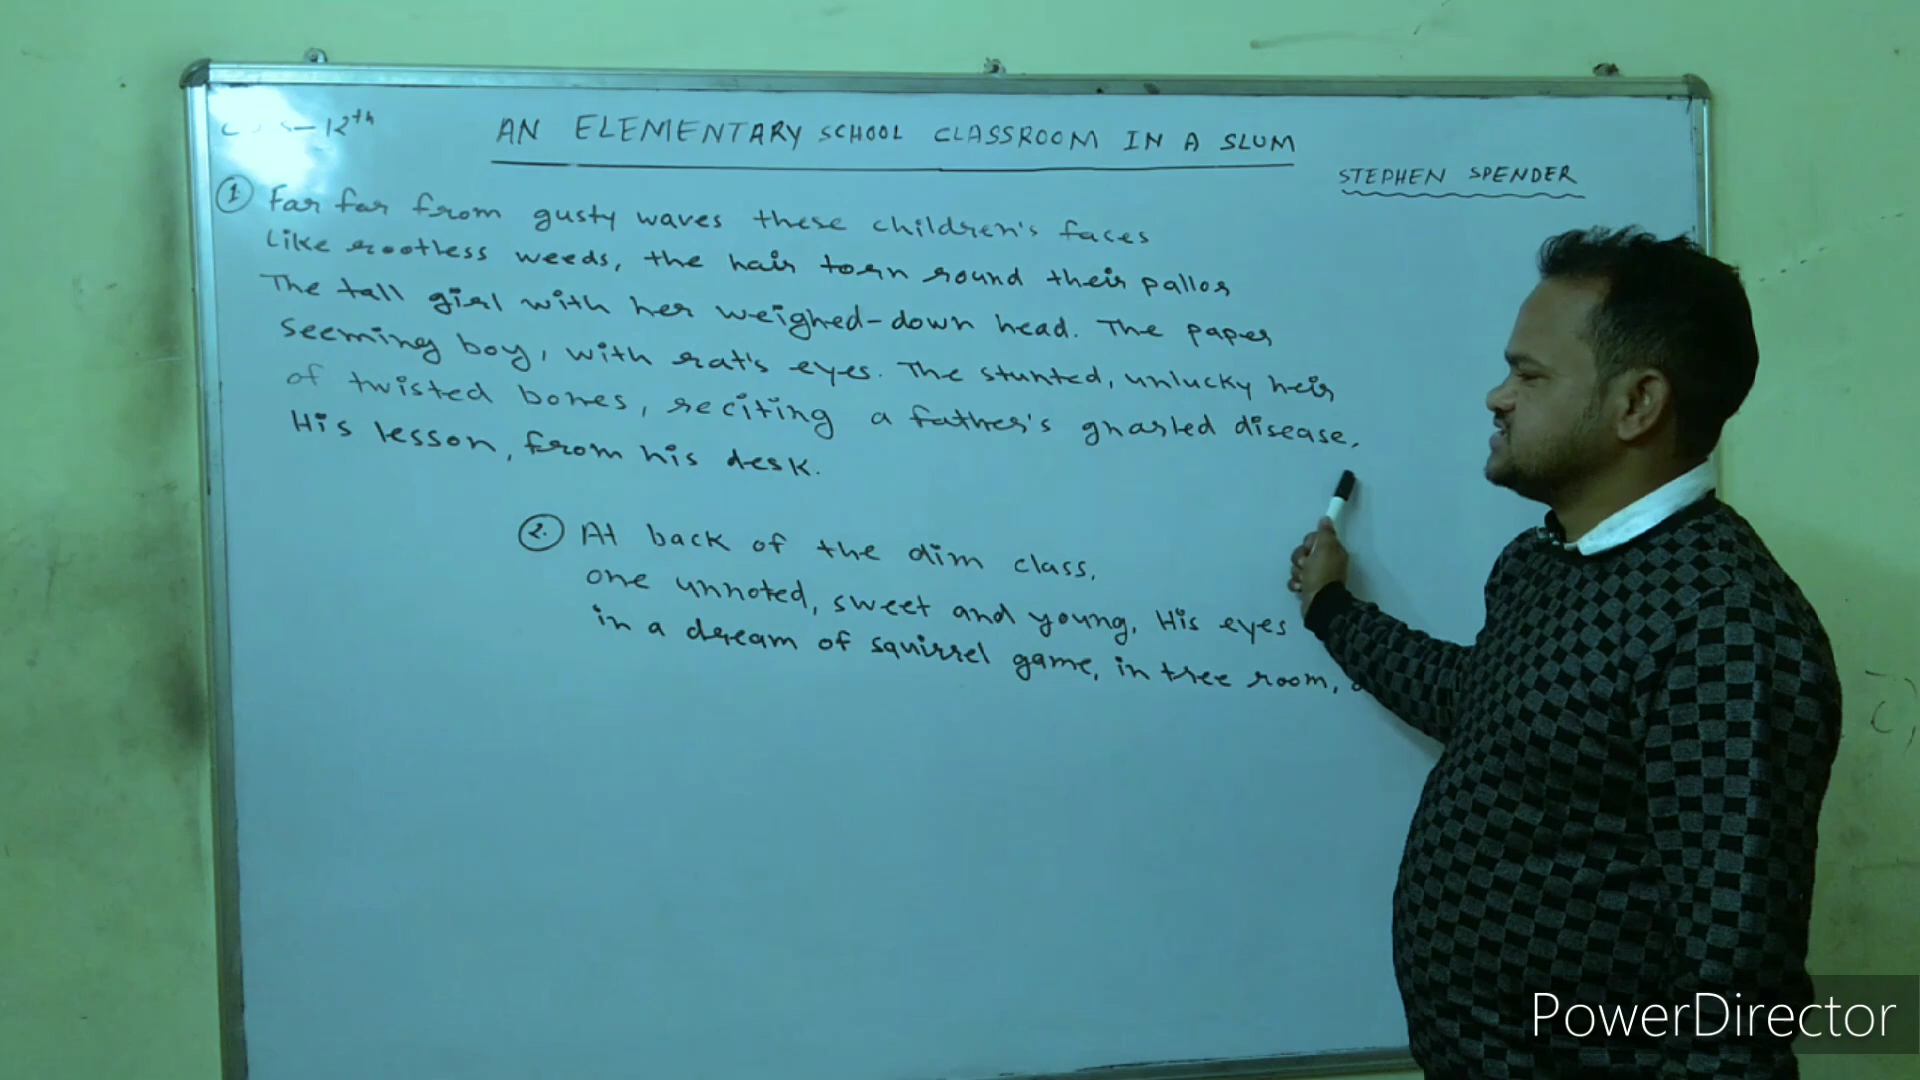 12th
AN ELEMENTARY SCHOOL CLASSROOM IN A SLUM
STEPHEN SPENDER
1. Far far from gusty waves these children's faces
Like rootless weeds, the hair torn round their pallor
The tall girl with her weighed-down head. The paper
seeming boy, with rat's eyes. The stunted, unlucky heir
of twisted bones, reciting a father's gnarled disease,
His lesson, from his desk.
2. At back of the dim class,
one unnoted, sweet and young, His eyes
in a dream of squirrel game, in tree room,
PowerDirector